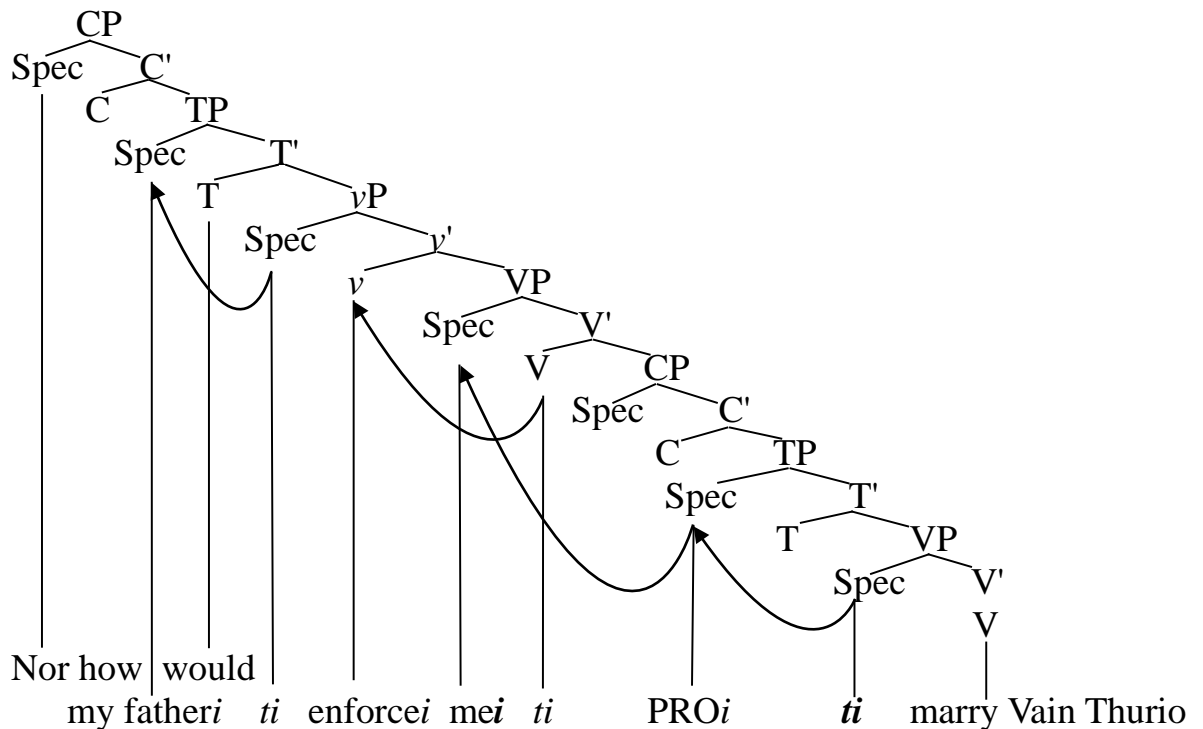 CP
Spec C'
C TP
Spec T'
T vP
Spec v'
v VP
Spec V'
V CP
Spec C'
C TP
Spec T'
T VP
Spec V'
V
Nor how would
my fatheri ti enforcei mei ti PROi ti marry Vain Thurio